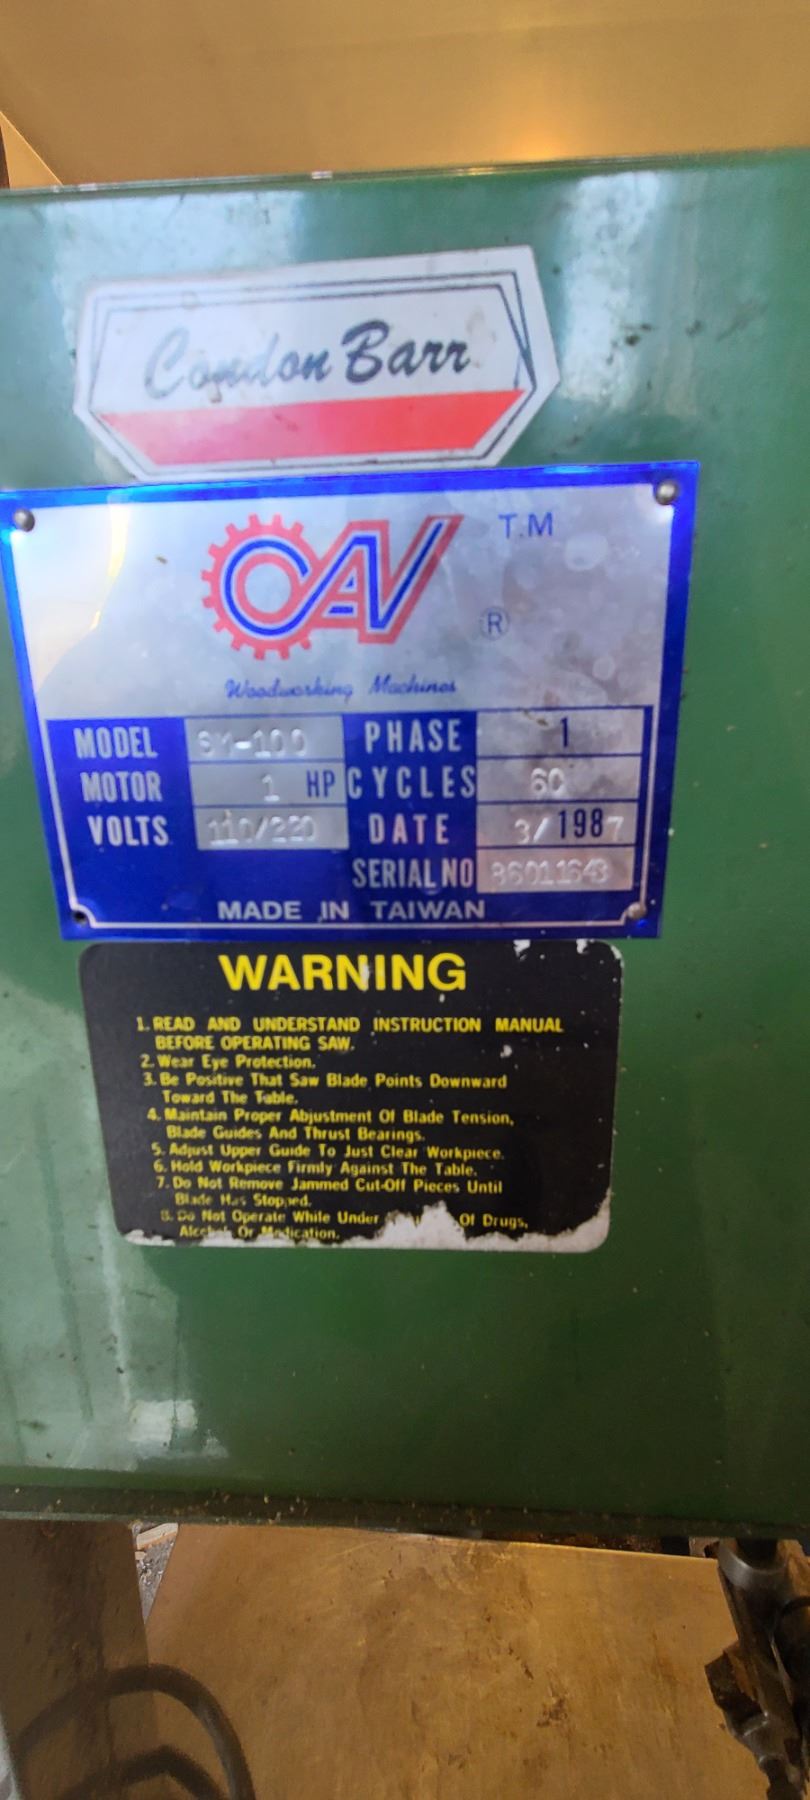 Condon Barr
OAV T.M
®
Woodworking Machines
MODEL SM-100 PHASE 1
MOTOR 1 HP CYCLES 60
VOLTS 110/220 DATE 3/1987
SERIAL NO 86011643
MADE IN TAIWAN
WARNING
1. READ AND UNDERSTAND INSTRUCTION MANUAL
BEFORE OPERATING SAW.
2. Wear Eye Protection.
3. Be Positive That Saw Blade Points Downward
Toward The Table.
4. Maintain Proper Abjustment Of Blade Tension,
Blade Guides And Thrust Bearings.
5. Adjust Upper Guide To Just Clear Workpiece.
6. Hold Workpiece Firmly Against The Table.
7. Do Not Remove Jammed Cut-Off Pieces Until
Blade Has Stopped.
8. Do Not Operate While Under Of Drugs,
Alcohol Or Medication.